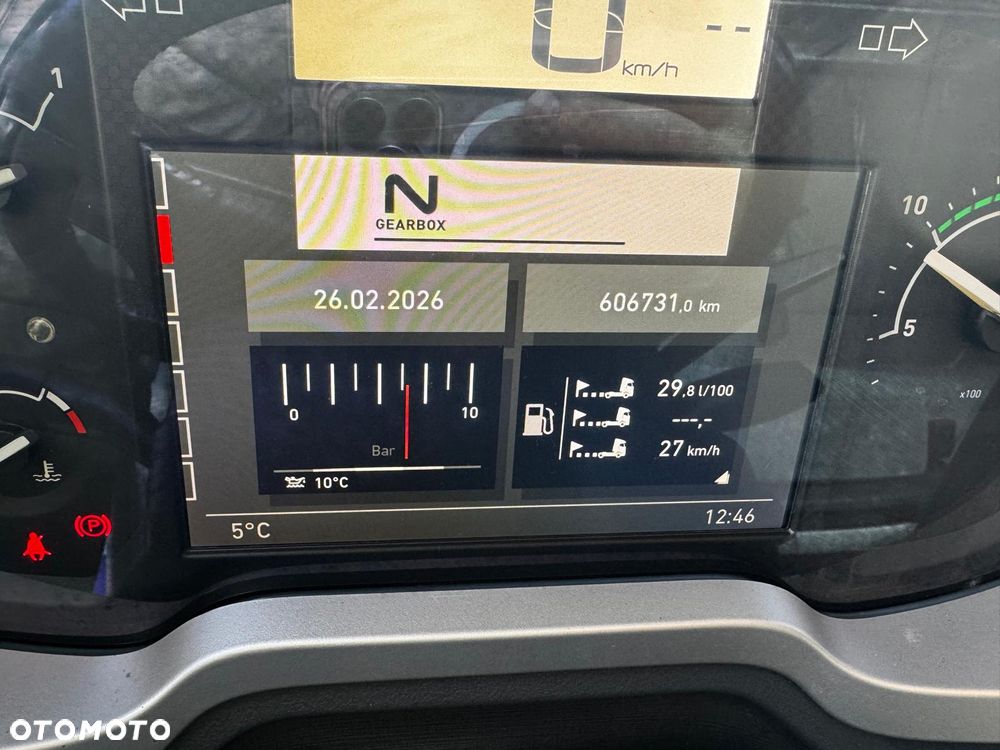 1
0 km/h --
N
GEARBOX
10
26.02.2026
606731,0 km
5
0 10
29,8 l/100
---,-
Bar
27 km/h
x100
10°C
P
5°C
12:46
OTOMOTO